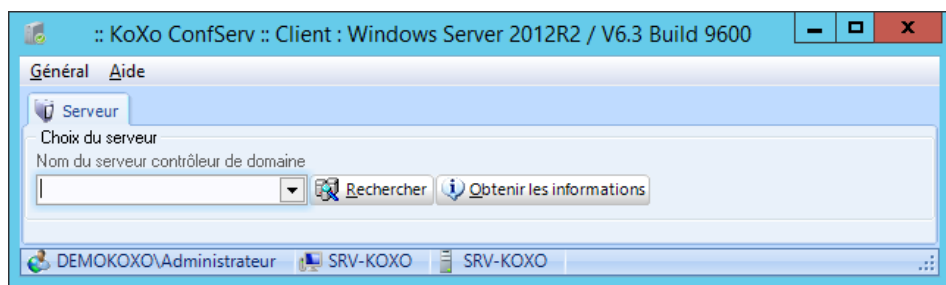 :: KoXo ConfServ :: Client : Windows Server 2012R2 / V6.3 Build 9600
Général Aide
Serveur
Choix du serveur
Nom du serveur contrôleur de domaine
Rechercher Obtenir les informations
DEMOKOXO\Administrateur SRV-KOXO SRV-KOXO